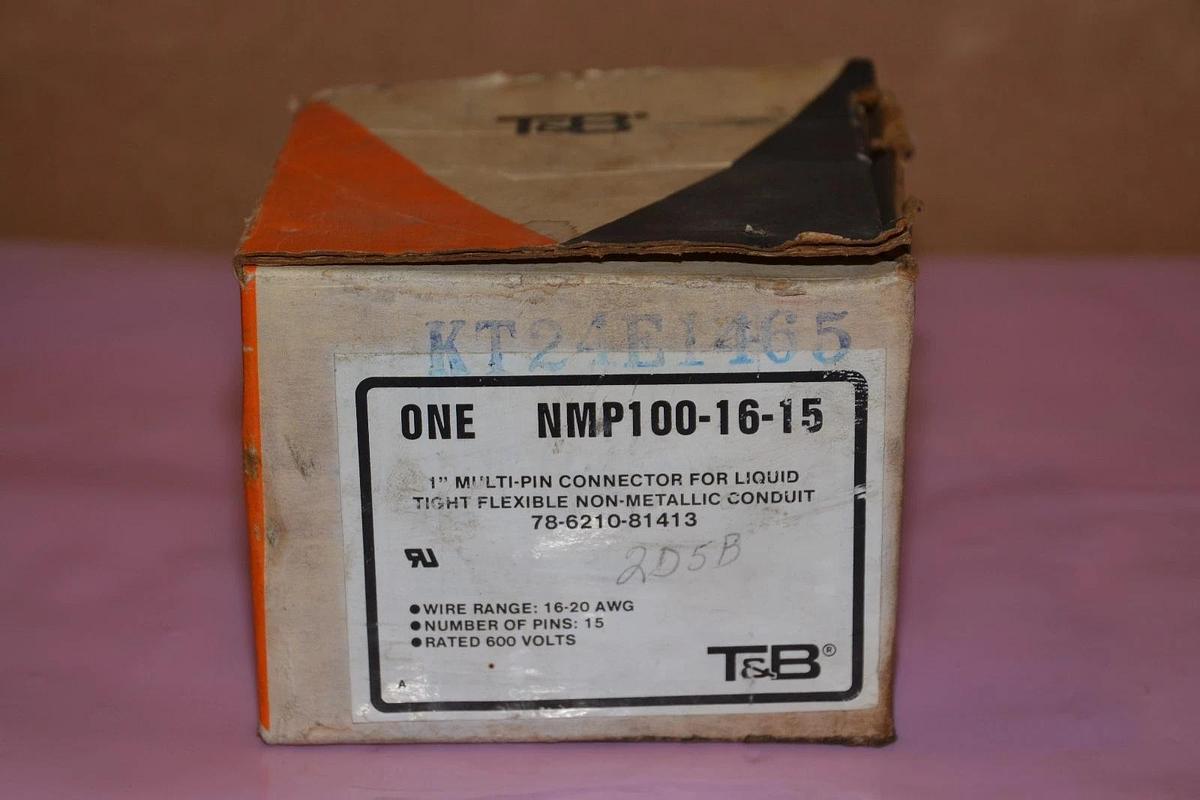 T&B®
KT24E1465
ONE NMP100-16-15
1" MULTI-PIN CONNECTOR FOR LIQUID
TIGHT FLEXIBLE NON-METALLIC CONDUIT
78-6210-81413
2D5B
RU
●WIRE RANGE: 16-20 AWG
●NUMBER OF PINS: 15
●RATED 600 VOLTS
T&B®
A